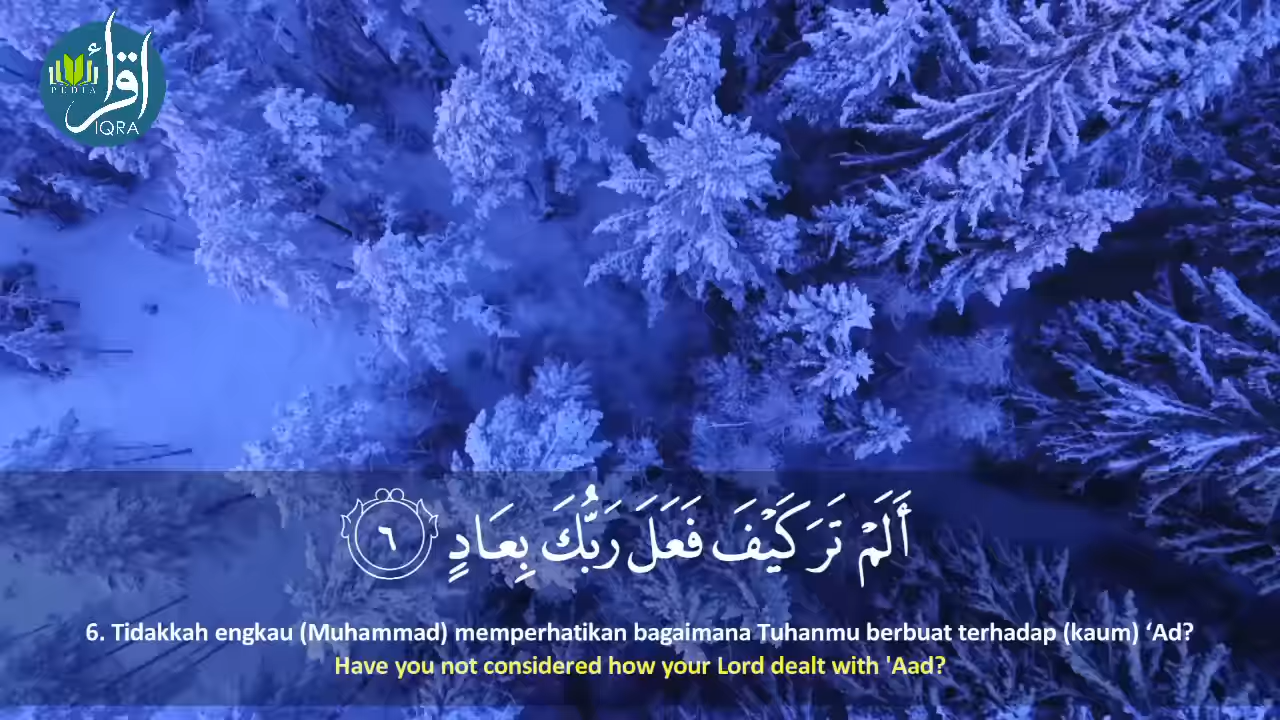 اقرأ
PUDTA
IQRA
أَلَمْ تَرَ كَيْفَ فَعَلَ رَبُّكَ بِعَادٍ ٦
6. Tidakkah engkau (Muhammad) memperhatikan bagaimana Tuhanmu berbuat terhadap (kaum) ‘Ad?
Have you not considered how your Lord dealt with 'Aad?